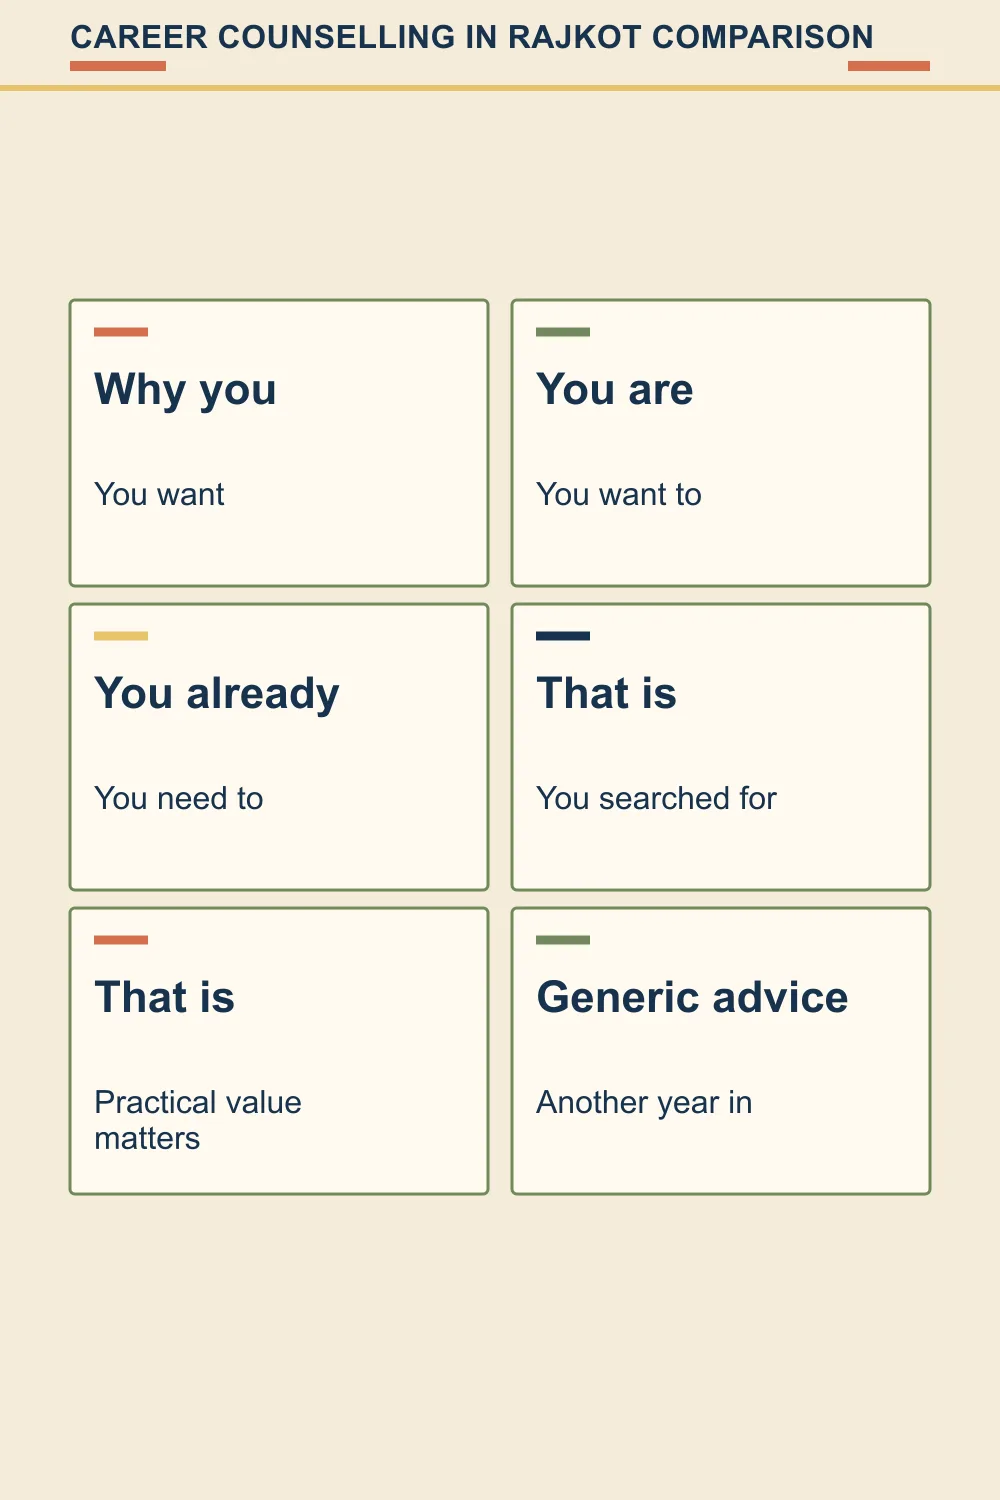 CAREER COUNSELLING IN RAJKOT COMPARISON
Why you
You want
You are
You want to
You already
You need to
That is
You searched for
That is
Practical value
matters
Generic advice
Another year in